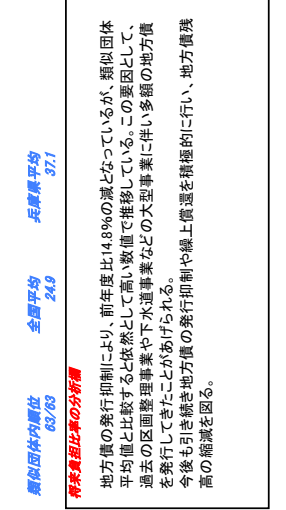 類似団体内順位 全国平均 兵庫県平均
63/63 24.9 37.1
将来負担比率の分析欄
地方債の発行抑制により、前年度比14.8%の減となっているが、類似団体
平均値と比較すると依然として高い数値で推移している。この要因として、
過去の区画整理事業や下水道事業などの大型事業に伴い多額の地方債
を発行してきたことがあげられる。
今後も引き続き地方債の発行抑制や繰上償還を積極的に行い、地方債残
高の縮減を図る。